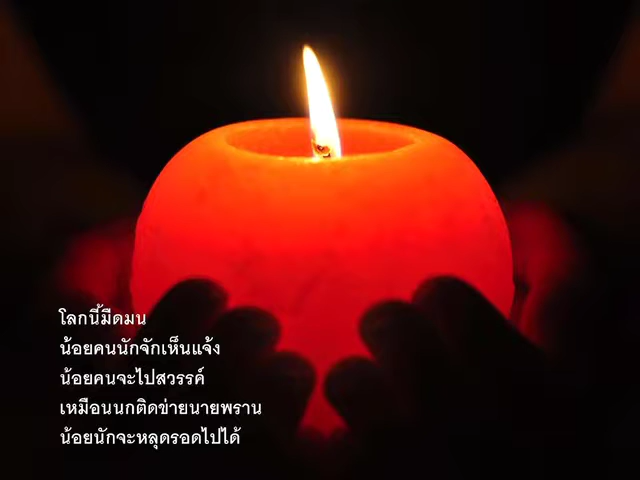 โลกนี้มืดมน
น้อยคนนักจักเห็นแจ้ง
น้อยคนจะไปสวรรค์
เหมือนนกติดข่ายนายพราน
น้อยนักจะหลุดรอดไปได้